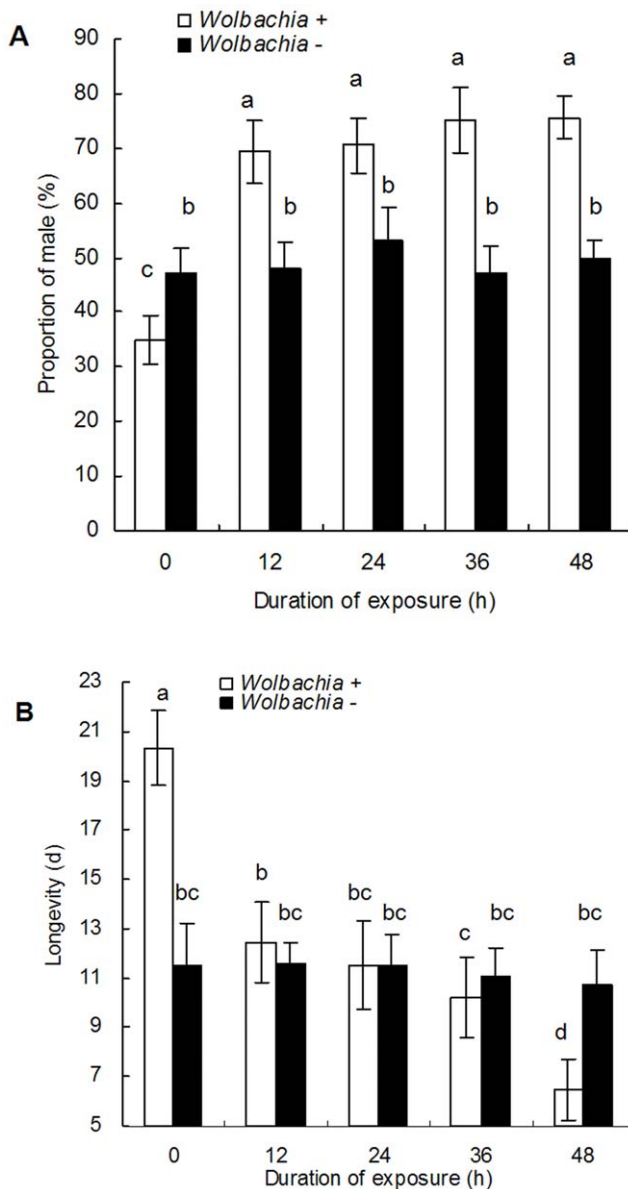 A
Wolbachia +
Wolbachia -
90
80
70
60
50
40
30
20
10
0
Proportion of male (%)
c b a b a b a b a b
0 12 24 36 48
Duration of exposure (h)
B
Wolbachia +
Wolbachia -
23
21
19
17
15
13
11
9
7
5
Longevity (d)
a bc b bc bc bc c bc d bc
0 12 24 36 48
Duration of exposure (h)